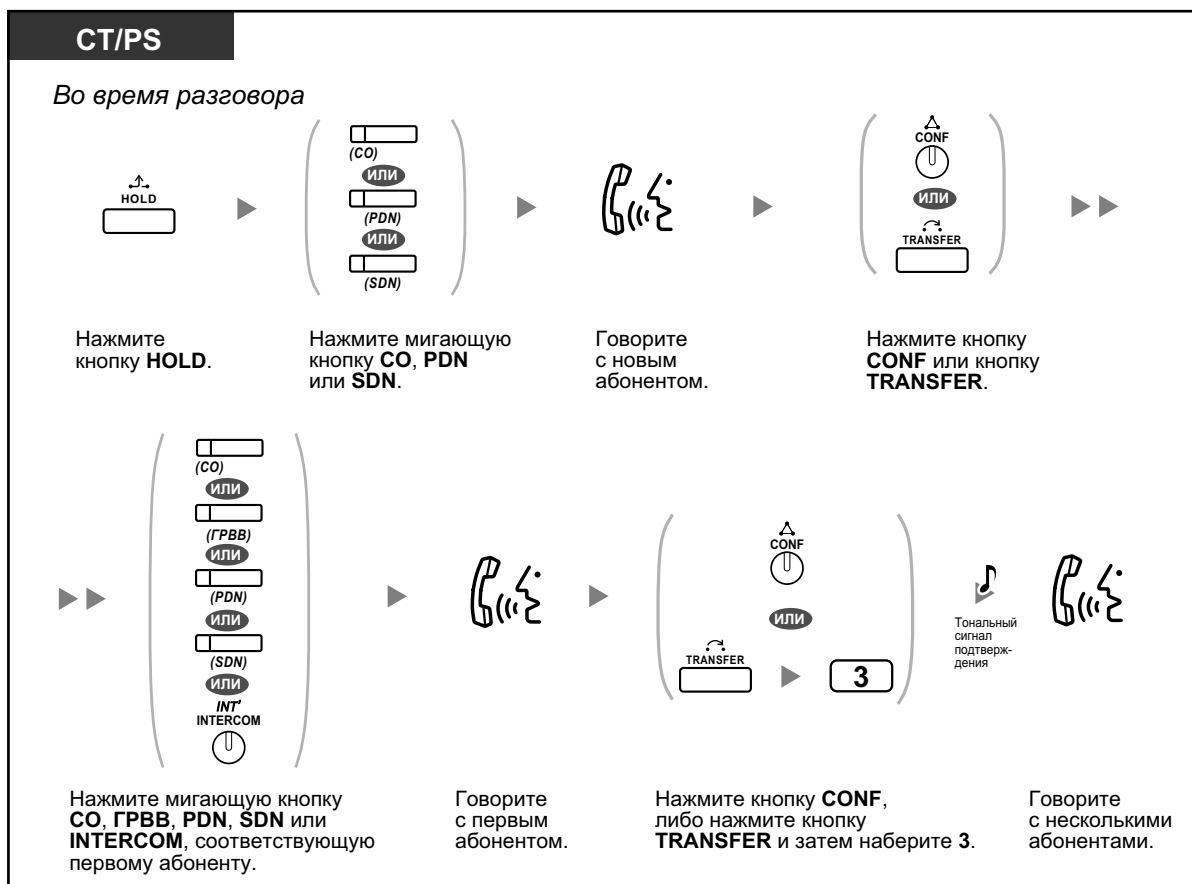 CT/PS
Во время разговора
HOLD
(CO)
ИЛИ
(PDN)
ИЛИ
(SDN)
CONF
ИЛИ
TRANSFER
Нажмите
кнопку HOLD.
Нажмите мигающую
кнопку CO, PDN
или SDN.
Говорите
с новым
абонентом.
Нажмите кнопку
CONF или кнопку
TRANSFER.
(CO)
ИЛИ
(ГРВВ)
ИЛИ
(PDN)
ИЛИ
(SDN)
ИЛИ
INT'
INTERCOM
CONF
ИЛИ
TRANSFER
3
Тональный
сигнал
подтверж-
дения
Нажмите мигающую кнопку
CO, ГРВВ, PDN, SDN или
INTERCOM, соответствующую
первому абоненту.
Говорите
с первым
абонентом.
Нажмите кнопку CONF,
либо нажмите кнопку
TRANSFER и затем наберите 3.
Говорите
с несколькими
абонентами.